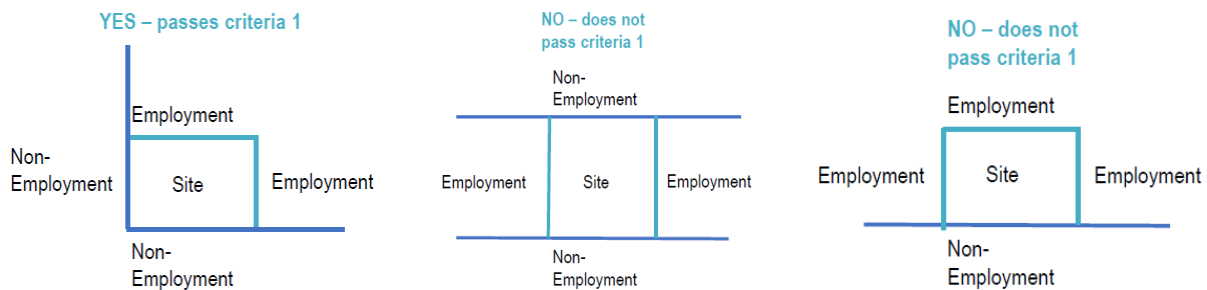 YES – passes criteria 1
Employment
Non-
Employment
Site
Employment
Non-
Employment
NO – does not
pass criteria 1
Non-
Employment
Employment
Site
Employment
Non-
Employment
NO – does not
pass criteria 1
Employment
Employment
Site
Employment
Non-
Employment